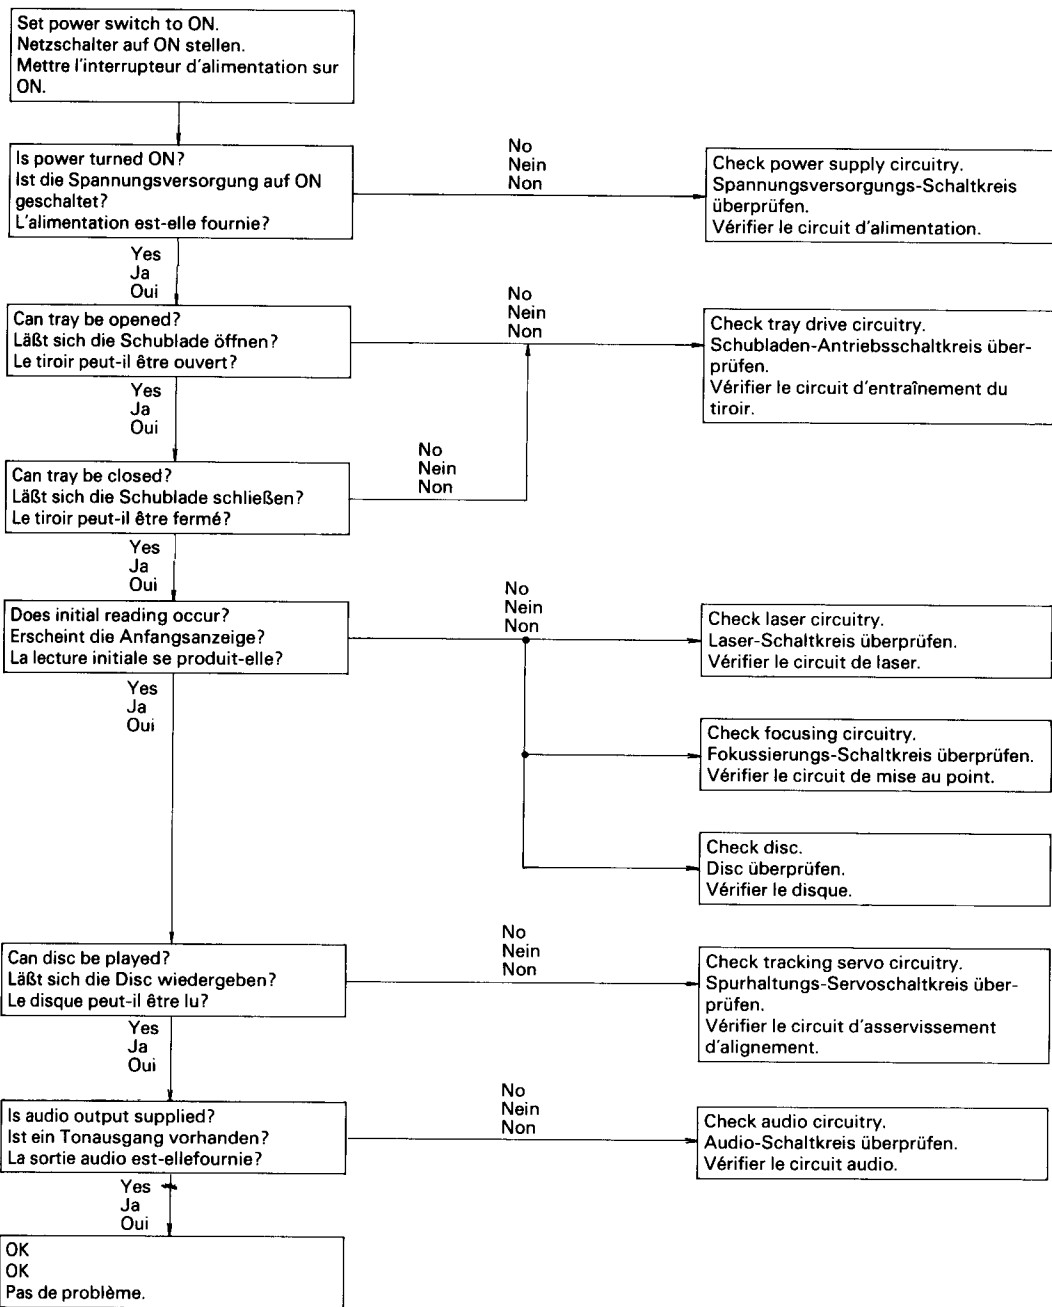 Set power switch to ON.
Netzschalter auf ON stellen.
Mettre l'interrupteur d'alimentation sur
ON.
Is power turned ON?
Ist die Spannungsversorgung auf ON
geschaltet?
L'alimentation est-elle fournie?
No
Nein
Non
Check power supply circuitry.
Spannungsversorgungs-Schaltkreis
überprüfen.
Vérifier le circuit d'alimentation.
Yes
Ja
Oui
Can tray be opened?
Läßt sich die Schublade öffnen?
Le tiroir peut-il être ouvert?
No
Nein
Non
Check tray drive circuitry.
Schubladen-Antriebsschaltkreis über-
prüfen.
Vérifier le circuit d'entraînement du
tiroir.
Yes
Ja
Oui
Can tray be closed?
Läßt sich die Schublade schließen?
Le tiroir peut-il être fermé?
No
Nein
Non
Yes
Ja
Oui
Does initial reading occur?
Erscheint die Anfangsanzeige?
La lecture initiale se produit-elle?
No
Nein
Non
Check laser circuitry.
Laser-Schaltkreis überprüfen.
Vérifier le circuit de laser.
Yes
Ja
Oui
Check focusing circuitry.
Fokussierungs-Schaltkreis überprüfen.
Vérifier le circuit de mise au point.
Check disc.
Disc überprüfen.
Vérifier le disque.
Can disc be played?
Läßt sich die Disc wiedergeben?
Le disque peut-il être lu?
No
Nein
Non
Check tracking servo circuitry.
Spurhaltungs-Servoschaltkreis über-
prüfen.
Vérifier le circuit d'asservissement
d'alignement.
Yes
Ja
Oui
Is audio output supplied?
Ist ein Tonausgang vorhanden?
La sortie audio est-ellefournie?
No
Nein
Non
Check audio circuitry.
Audio-Schaltkreis überprüfen.
Vérifier le circuit audio.
Yes
Ja
Oui
OK
OK
Pas de problème.